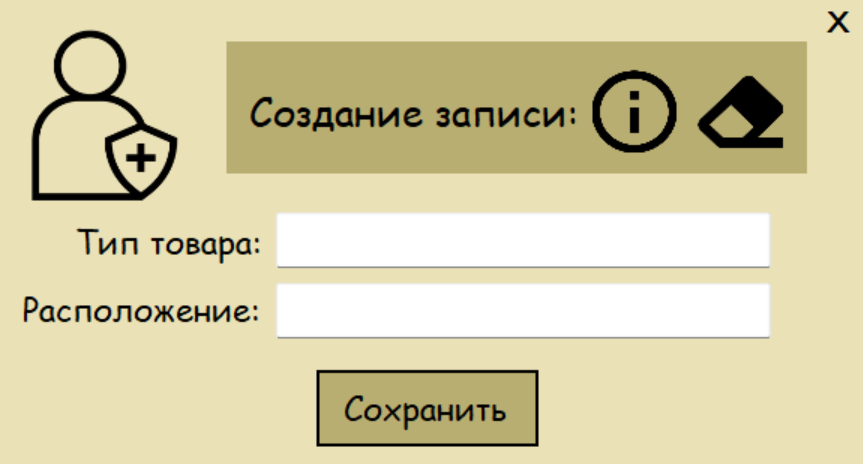 X
Создание записи:
Тип товара:
Расположение:
Сохранить